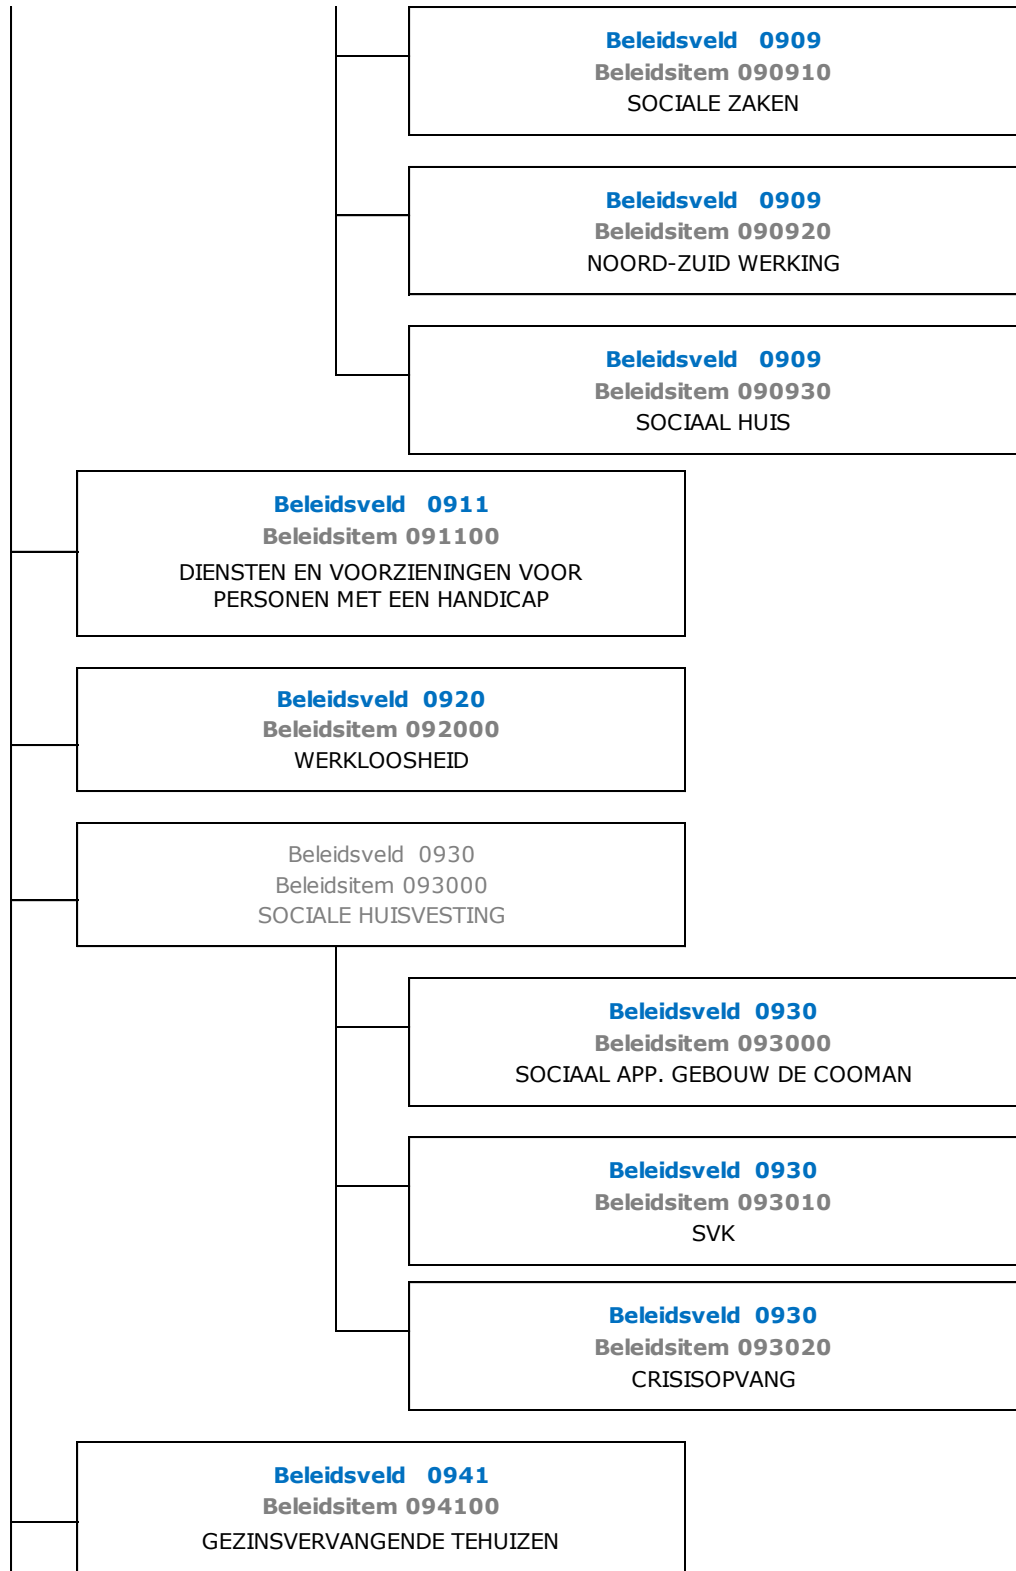 Beleidsveld 0909
Beleidsitem 090910
SOCIALE ZAKEN
Beleidsveld 0909
Beleidsitem 090920
NOORD-ZUID WERKING
Beleidsveld 0909
Beleidsitem 090930
SOCIAAL HUIS
Beleidsveld 0911
Beleidsitem 091100
DIENSTEN EN VOORZIENINGEN VOOR
PERSONEN MET EEN HANDICAP
Beleidsveld 0920
Beleidsitem 092000
WERKLOOSHEID
Beleidsveld 0930
Beleidsitem 093000
SOCIALE HUISVESTING
Beleidsveld 0930
Beleidsitem 093000
SOCIAAL APP. GEBOUW DE COOMAN
Beleidsveld 0930
Beleidsitem 093010
SVK
Beleidsveld 0930
Beleidsitem 093020
CRISISOPVANG
Beleidsveld 0941
Beleidsitem 094100
GEZINSVERVANGENDE TEHUIZEN